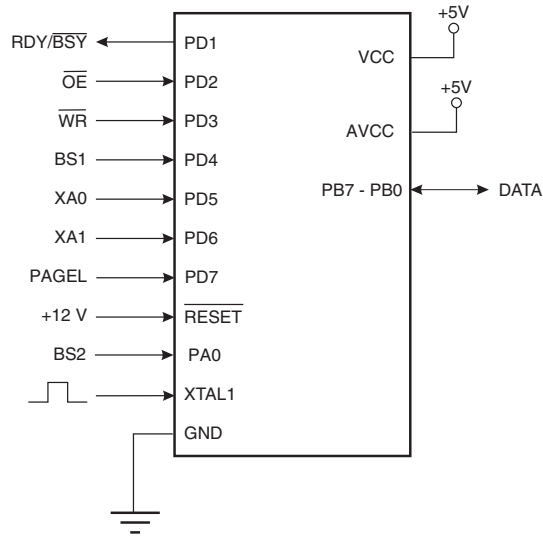 +5V
RDY/BSY PD1
VCC
OE PD2
+5V
WR PD3
AVCC
BS1 PD4
XA0 PD5
PB7 - PB0 DATA
XA1 PD6
PAGEL PD7
+12 V RESET
BS2 PA0
XTAL1
GND